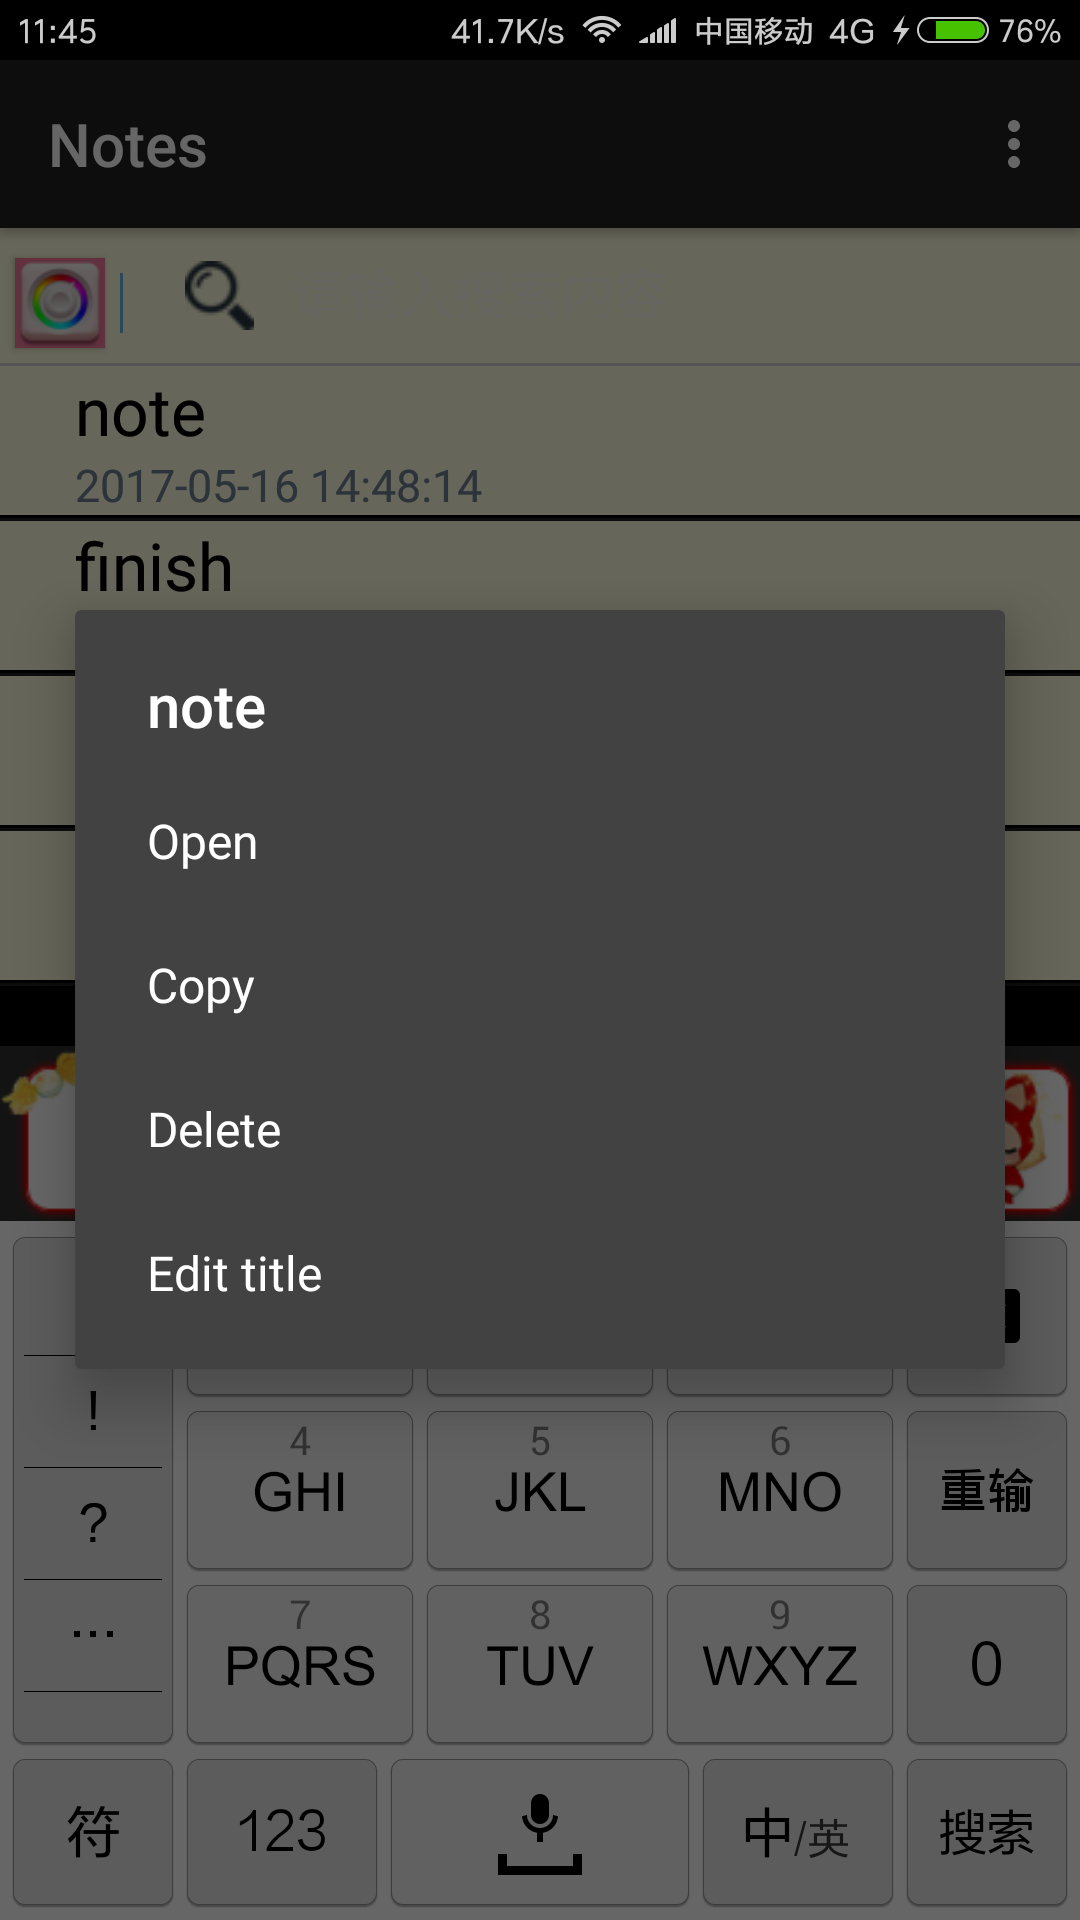 11:45 41.7K/s 中国移动 4G 76%
Notes
note
2017-05-16 14:48:14
finish
note
Open
Copy
Delete
Edit title
!
?
...
4
GHI
5
JKL
6
MNO
重输
7
PQRS
8
TUV
9
WXYZ
0
符
123
中/英
搜索